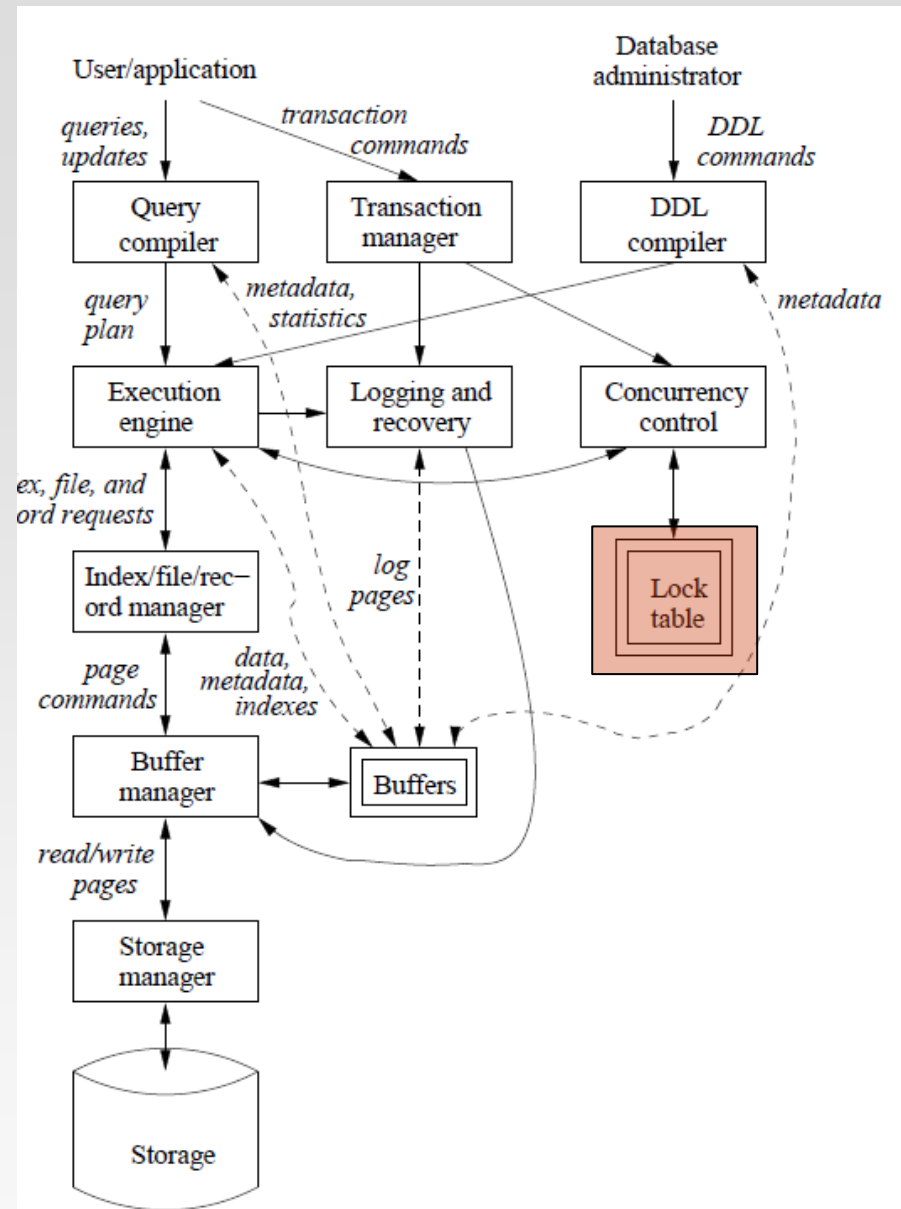 User/application
Database
administrator
queries,
updates
transaction
commands
DDL
commands
Query
compiler
Transaction
manager
DDL
compiler
query
plan
metadata,
statistics
metadata
Execution
engine
Logging and
recovery
Concurrency
control
ex, file, and
ord requests
Index/file/rec−
ord manager
log
pages
Lock
table
page
commands
data,
metadata,
indexes
Buffer
manager
Buffers
read/write
pages
Storage
manager
Storage